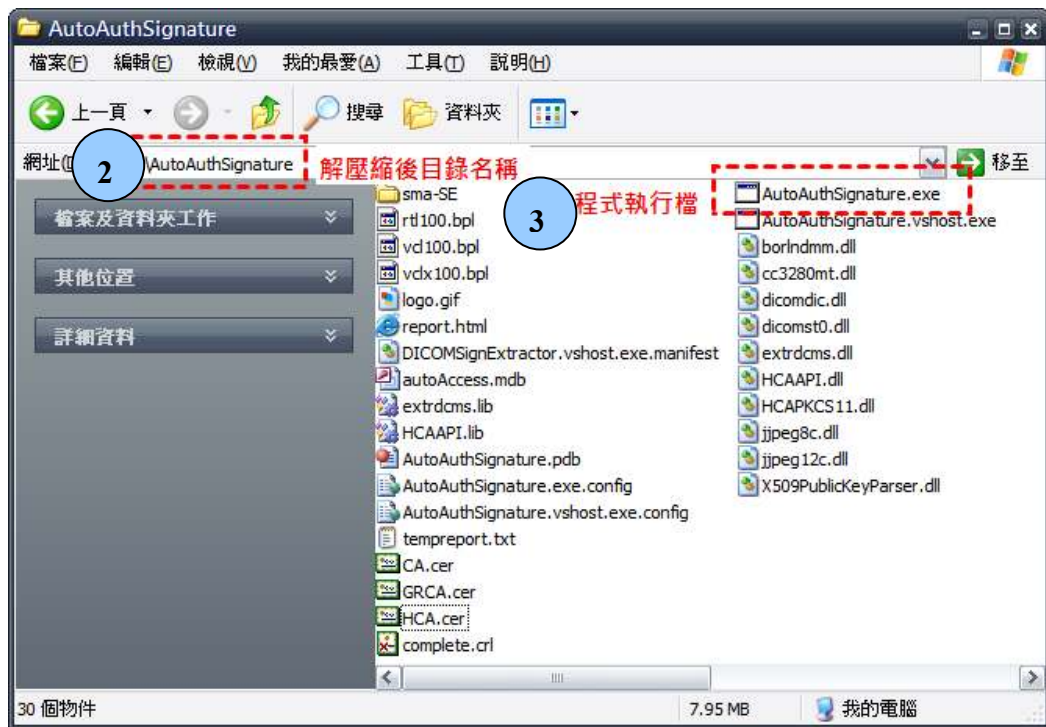 AutoAuthSignature
檔案(F) 編輯(E) 檢視(V) 我的最愛(A) 工具(T) 說明(H)
上一頁 搜尋 資料夾
網址(D \AutoAuthSignature 移至
2
解壓縮後目錄名稱
3
程式執行檔
檔案及資料夾工作
其他位置
詳細資料
sma-SE
rtl100.bpl
vcl100.bpl
vclx100.bpl
logo.gif
report.html
DICOMSignExtractor.vshost.exe.manifest
autoAccess.mdb
extrdcms.lib
HCAAPI.lib
AutoAuthSignature.pdb
AutoAuthSignature.exe.config
AutoAuthSignature.vshost.exe.config
tempreport.txt
CA.cer
GRCA.cer
HCA.cer
complete.crl
AutoAuthSignature.exe
AutoAuthSignature.vshost.exe
borlndmm.dll
cc3280mt.dll
dicomdic.dll
dicomst0.dll
extrdcms.dll
HCAAPI.dll
HCAPKCS11.dll
jjpeg8c.dll
jjpeg12c.dll
X509PublicKeyParser.dll
30 個物件 7.95 MB 我的電腦